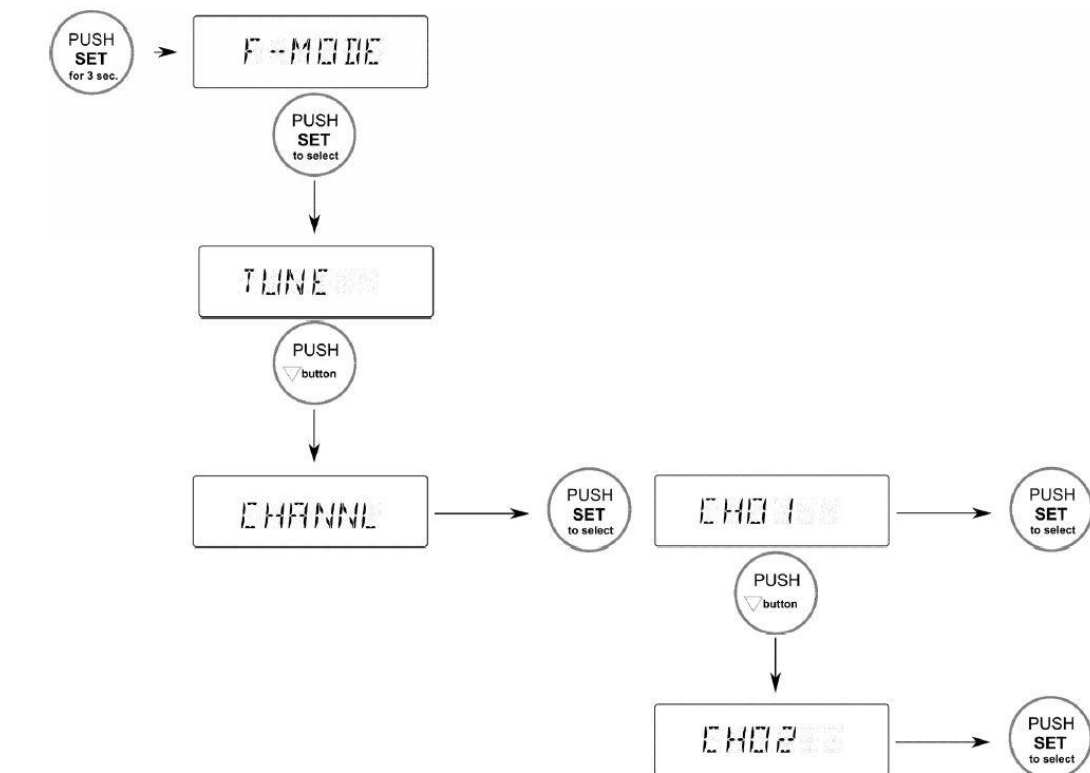 PUSH
SET
for 3 sec.
F--MODE
PUSH
SET
to select
TUNE
PUSH
button
CHANNL
PUSH
SET
to select
CH01
PUSH
SET
to select
PUSH
button
CH02
PUSH
SET
to select